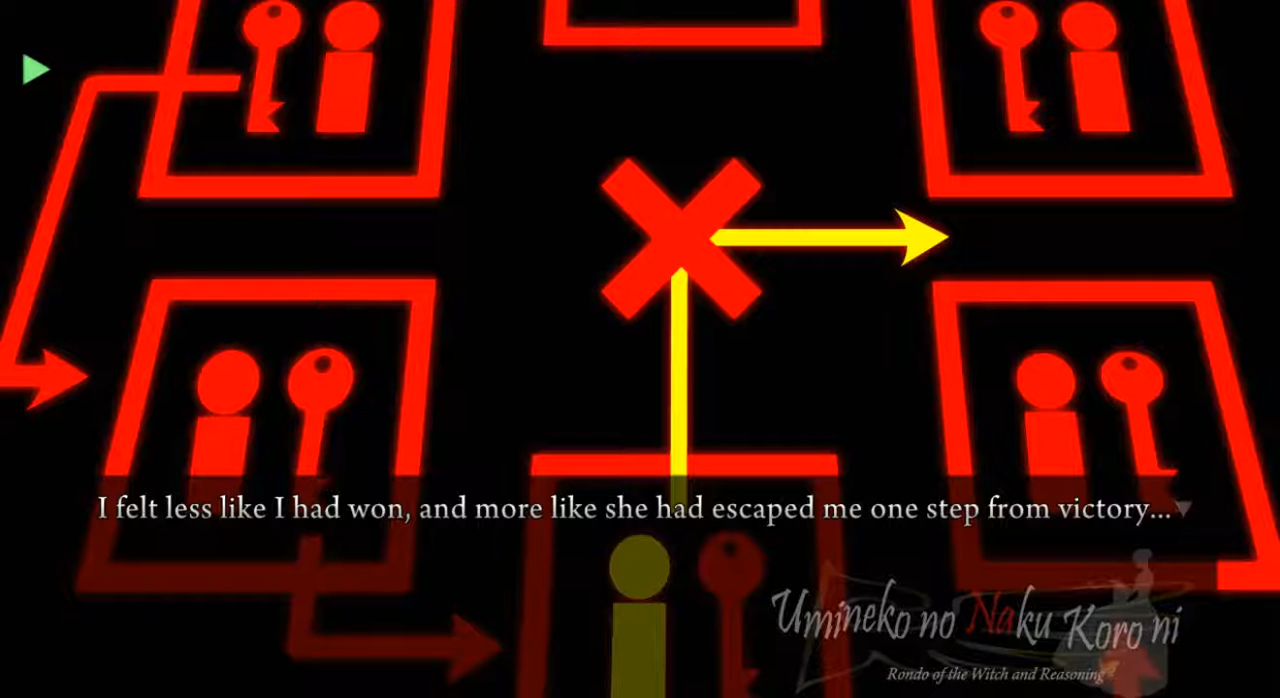 I felt less like I had won, and more like she had escaped me one step from victory...
Umineko no Naku Koro ni
Rondo of the Witch and Reasoning